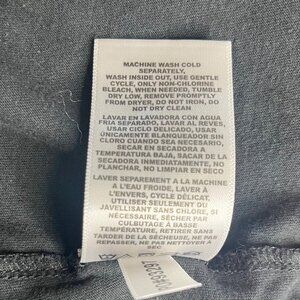 MACHINE WASH COLD
SEPARATELY,
WASH INSIDE OUT, USE GENTLE
CYCLE, ONLY NON-CHLORINE
BLEACH, WHEN NEEDED, TUMBLE
DRY LOW, REMOVE PROMPTLY
FROM DRYER, DO NOT IRON, DO
NOT DRY CLEAN
LAVAR EN LAVADORA CON AGUA
FRIA SEPARADO, LAVAR AL REVES,
USAR CICLO DELICADO, USAR
ÚNICAMENTE BLANQUEADOR SIN
CLORO CUANDO SEA NECESARIO,
SECAR EN SECADORA A
TEMPERATURA BAJA, SACAR DE LA
SECADORA INMEDIATAMENTE, NO
PLANCHAR, NO LIMPIAR EN SECO
LAVER SEPAREMENT A LA MACHINE
A L'EAU FROIDE, LAVER A
L'ENVERS, CYCLE DÉLICAT,
UTILISER SEULEMENT DU
JAVELLISANT SANS CHLORE, SI
NÉCESSAIRE, SÉCHER PAR
CULBUTAGE À BASSE
TEMPÉRATURE, RETIRER SANS
TARDER DE LA SÉCHEUSE, NE PAS
REPASSER, NE PAS NETTOYER À
SEC